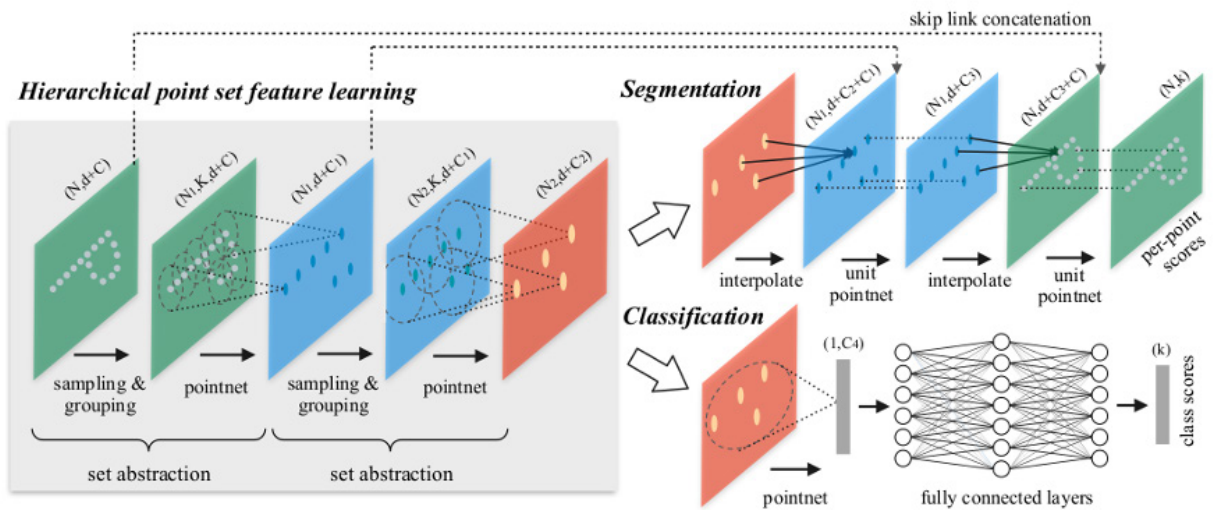 skip link concatenation
Hierarchical point set feature learning
(N,d+C)
(N1,K,d+C)
(N1,d+C1)
(N2,K,d+C1)
(N2,d+C2)
sampling &
grouping
pointnet
sampling &
grouping
pointnet
set abstraction
set abstraction
Segmentation
(N1,d+C2+C1)
(N1,d+C3)
(N,d+C3+C)
(N,k)
interpolate
unit
pointnet
interpolate
unit
pointnet
per-point
scores
Classification
(1,C4)
(k)
class scores
pointnet
fully connected layers